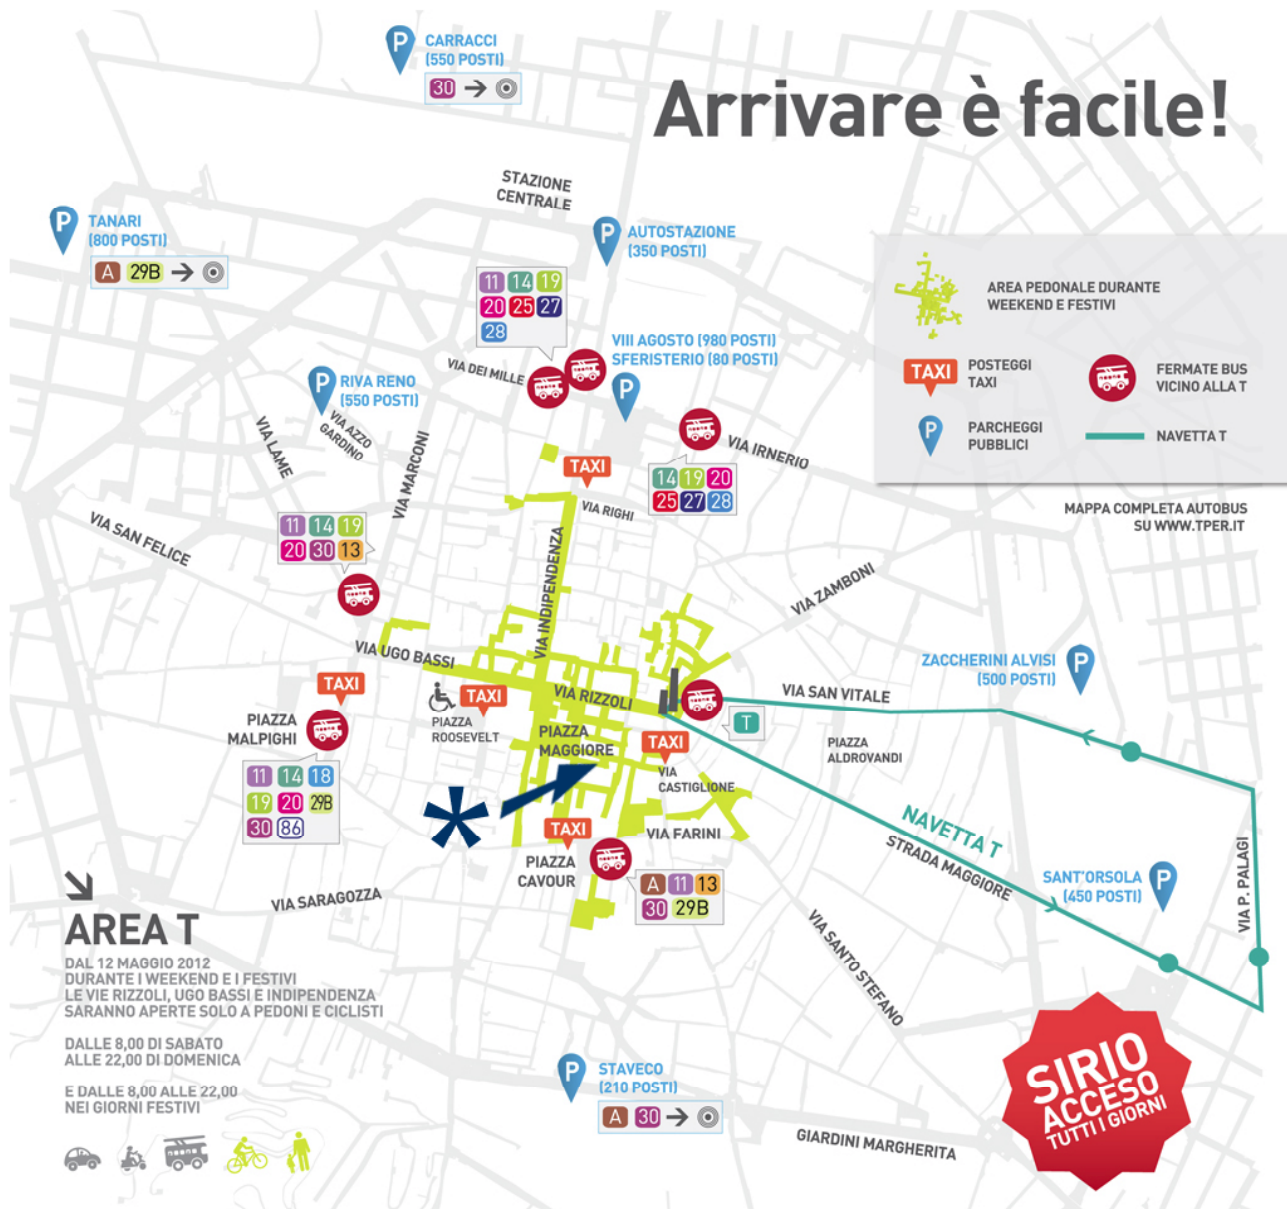 Arrivare è facile!
P
CARRACCI
(550 POSTI)
30
STAZIONE
CENTRALE
P
TANARI
(800 POSTI)
A 29B
P
AUTOSTAZIONE
(350 POSTI)
11 14 19
20 25 27
28
VIII AGOSTO (980 POSTI)
SFERISTERIO (80 POSTI)
P
VIA DEI MILLE
P
RIVA RENO
(550 POSTI)
VIA AZZO
GARDINO
VIA LAME
VIA MARCONI
VIA IRNERIO
14 19 20
25 27 28
TAXI
VIA RIGHI
AREA PEDONALE DURANTE
WEEKEND E FESTIVI
TAXI
POSTEGGI
TAXI
FERMATE BUS
VICINO ALLA T
P
PARCHEGGI
PUBBLICI
NAVETTA T
MAPPA COMPLETA AUTOBUS
SU WWW.TPER.IT
VIA SAN FELICE
11 14 19
20 30 13
VIA INDIPENDENZA
VIA ZAMBONI
VIA UGO BASSI
ZACCHERINI ALVISI
(500 POSTI)
P
TAXI
TAXI
VIA RIZZOLI
VIA SAN VITALE
T
PIAZZA
MALPIGHI
PIAZZA
ROOSEVELT
PIAZZA
MAGGIORE
TAXI
PIAZZA
ALDROVANDI
VIA
CASTIGLIONE
11 14 18
19 20 29B
30 86
*
TAXI
VIA FARINI
PIAZZA
CAVOUR
A 11 13
30 29B
NAVETTA T
STRADA MAGGIORE
SANT'ORSOLA
(450 POSTI)
P
VIA P. PALAGI
VIA SARAGOZZA
VIA SANTO STEFANO
AREA T
DAL 12 MAGGIO 2012
DURANTE I WEEKEND E I FESTIVI
LE VIE RIZZOLI, UGO BASSI E INDIPENDENZA
SARANNO APERTE SOLO A PEDONI E CICLISTI
DALLE 8,00 DI SABATO
ALLE 22,00 DI DOMENICA
E DALLE 8,00 ALLE 22,00
NEI GIORNI FESTIVI
P
STAVECO
(210 POSTI)
A 30
GIARDINI MARGHERITA
SIRIO
ACCESO
TUTTI I GIORNI